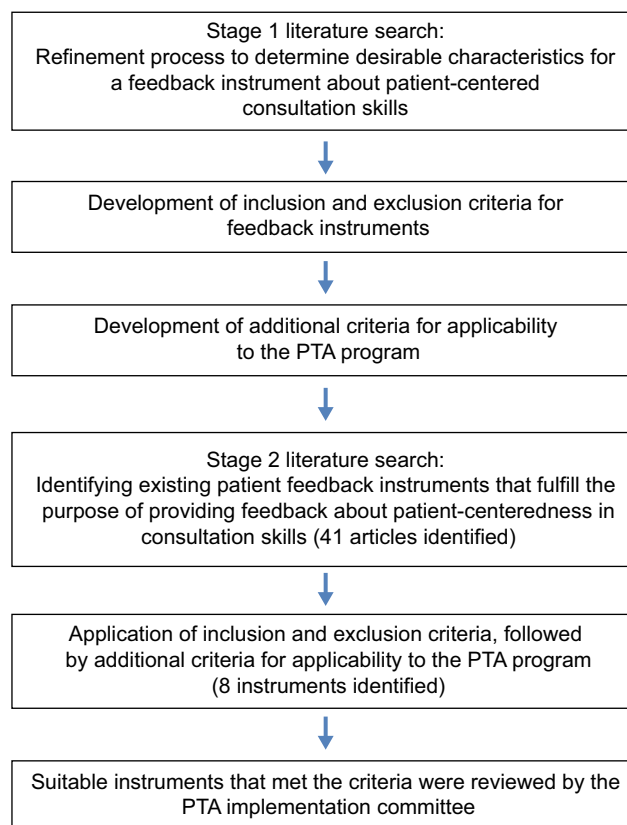 Stage 1 literature search:
Refinement process to determine desirable characteristics for
a feedback instrument about patient-centered
consultation skills
Development of inclusion and exclusion criteria for
feedback instruments
Development of additional criteria for applicability
to the PTA program
Stage 2 literature search:
Identifying existing patient feedback instruments that fulfill the
purpose of providing feedback about patient-centeredness in
consultation skills (41 articles identified)
Application of inclusion and exclusion criteria, followed
by additional criteria for applicability to the PTA program
(8 instruments identified)
Suitable instruments that met the criteria were reviewed by the
PTA implementation committee